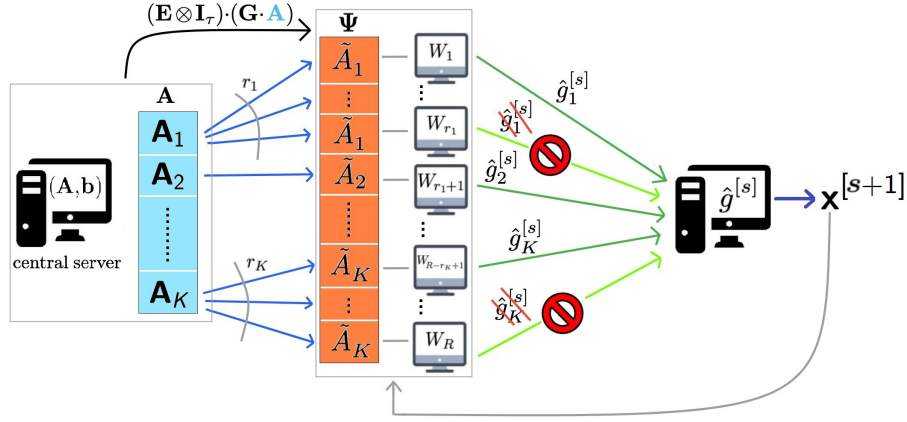 (E⊗I_τ)·(G·A)
Ψ
A
r_1
Ã_1
W_1
ĝ_1^{[s]}
A_1
⋮
⋮
Ã_1
W_{r_1}
ĝ_1^{[s]}
(A,b)
A_2
Ã_2
W_{r_1+1}
ĝ_2^{[s]}
ĝ^{[s]}
x^{[s+1]}
⋮
⋮
⋮
central server
r_K
Ã_K
W_{R-r_K+1}
ĝ_K^{[s]}
A_K
⋮
⋮
ĝ_K^{[s]}
Ã_K
W_R